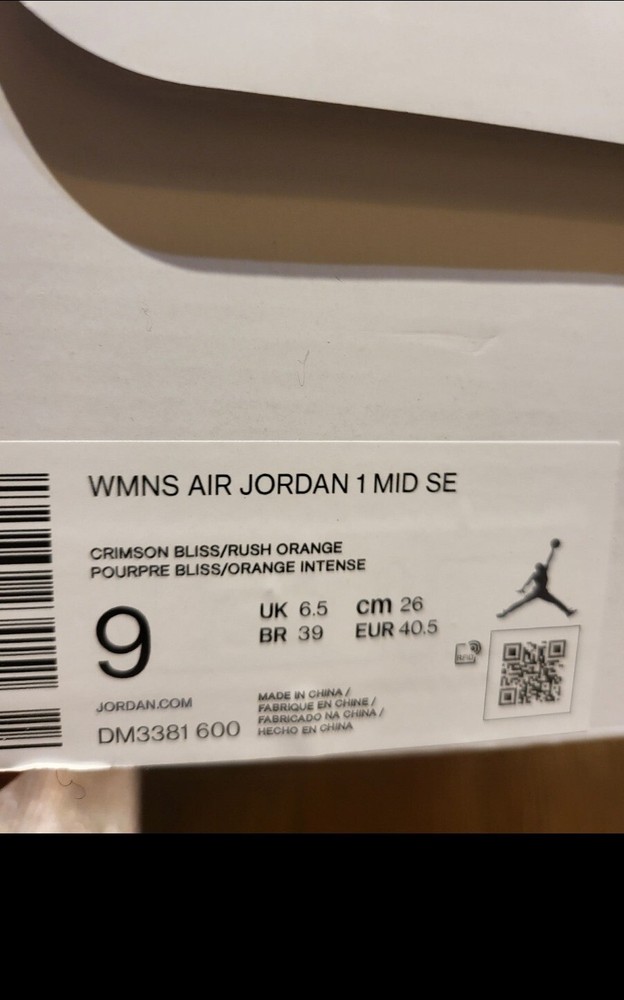 WMNS AIR JORDAN 1 MID SE
CRIMSON BLISS/RUSH ORANGE
POURPRE BLISS/ORANGE INTENSE
9
UK 6.5 cm 26
BR 39 EUR 40.5
JORDAN.COM
DM3381 600
MADE IN CHINA /
FABRIQUE EN CHINE /
FABRICADO NA CHINA /
HECHO EN CHINA
RFID